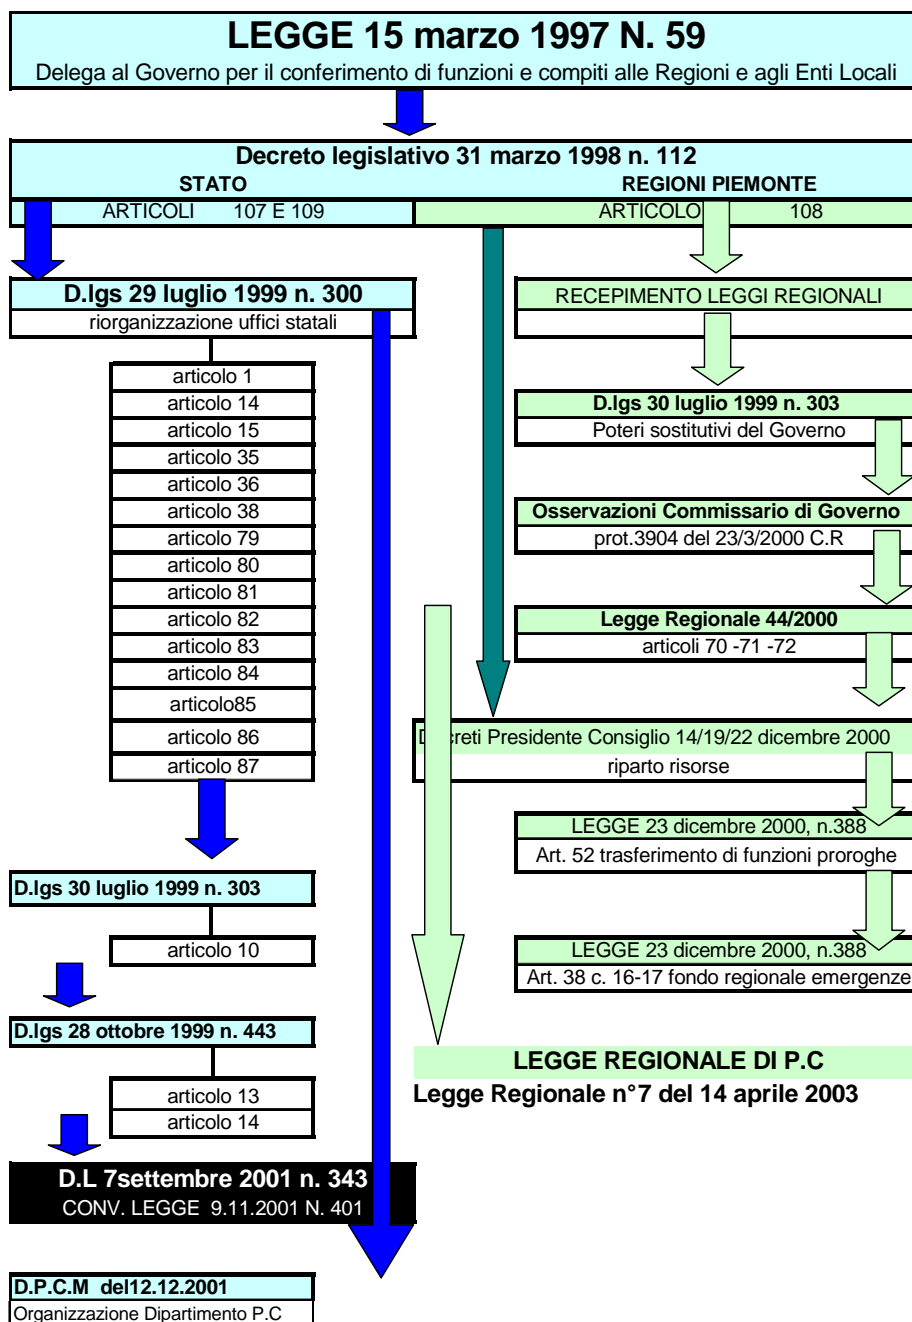 LEGGE 15 marzo 1997 N. 59
Delega al Governo per il conferimento di funzioni e compiti alle Regioni e agli Enti Locali
Decreto legislativo 31 marzo 1998 n. 112
STATO
REGIONI PIEMONTE
ARTICOLI 107 E 109
ARTICOLO 108
D.lgs 29 luglio 1999 n. 300
riorganizzazione uffici statali
articolo 1
articolo 14
articolo 15
articolo 35
articolo 36
articolo 38
articolo 79
articolo 80
articolo 81
articolo 82
articolo 83
articolo 84
articolo85
articolo 86
articolo 87
D.lgs 30 luglio 1999 n. 303
articolo 10
D.lgs 28 ottobre 1999 n. 443
articolo 13
articolo 14
D.L 7settembre 2001 n. 343
CONV. LEGGE 9.11.2001 N. 401
D.P.C.M del12.12.2001
Organizzazione Dipartimento P.C
RECEPIMENTO LEGGI REGIONALI
D.lgs 30 luglio 1999 n. 303
Poteri sostitutivi del Governo
Osservazioni Commissario di Governo
prot.3904 del 23/3/2000 C.R
Legge Regionale 44/2000
articoli 70 -71 -72
Decreti Presidente Consiglio 14/19/22 dicembre 2000
riparto risorse
LEGGE 23 dicembre 2000, n.388
Art. 52 trasferimento di funzioni proroghe
LEGGE 23 dicembre 2000, n.388
Art. 38 c. 16-17 fondo regionale emergenze
LEGGE REGIONALE DI P.C
Legge Regionale n°7 del 14 aprile 2003